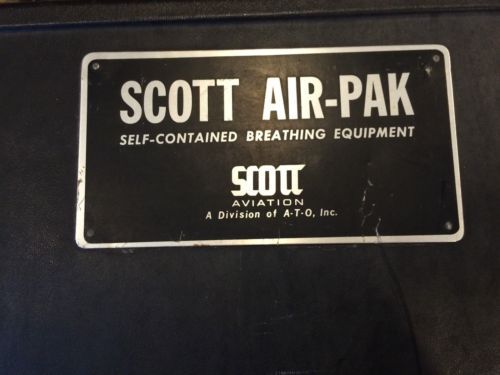 SCOTT AIR-PAK
SELF-CONTAINED BREATHING EQUIPMENT
SCOTT
AVIATION
A Division of A-T-O, Inc.